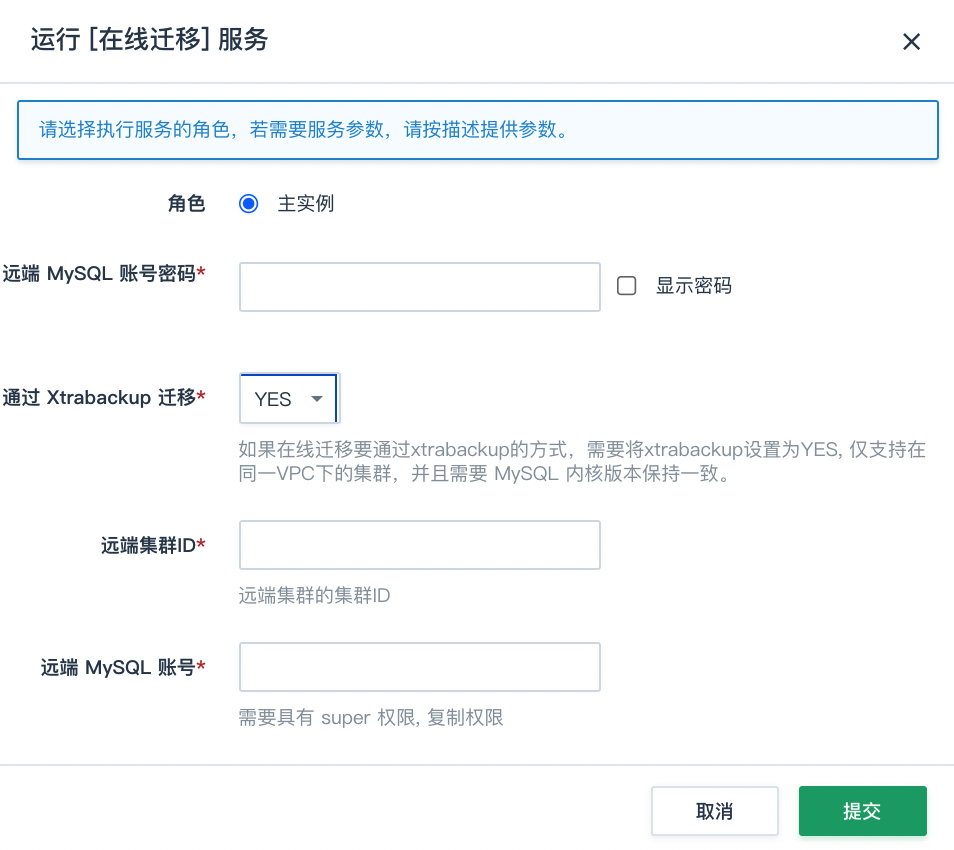 运行 [在线迁移] 服务
请选择执行服务的角色，若需要服务参数，请按描述提供参数。
角色 主实例
远端 MySQL 账号密码* 显示密码
通过 Xtrabackup 迁移* YES
如果在线迁移要通过xtrabackup的方式，需要将xtrabackup设置为YES, 仅支持在
同一VPC下的集群，并且需要 MySQL 内核版本保持一致。
远端集群ID*
远端集群的集群ID
远端 MySQL 账号*
需要具有 super 权限, 复制权限
取消 提交